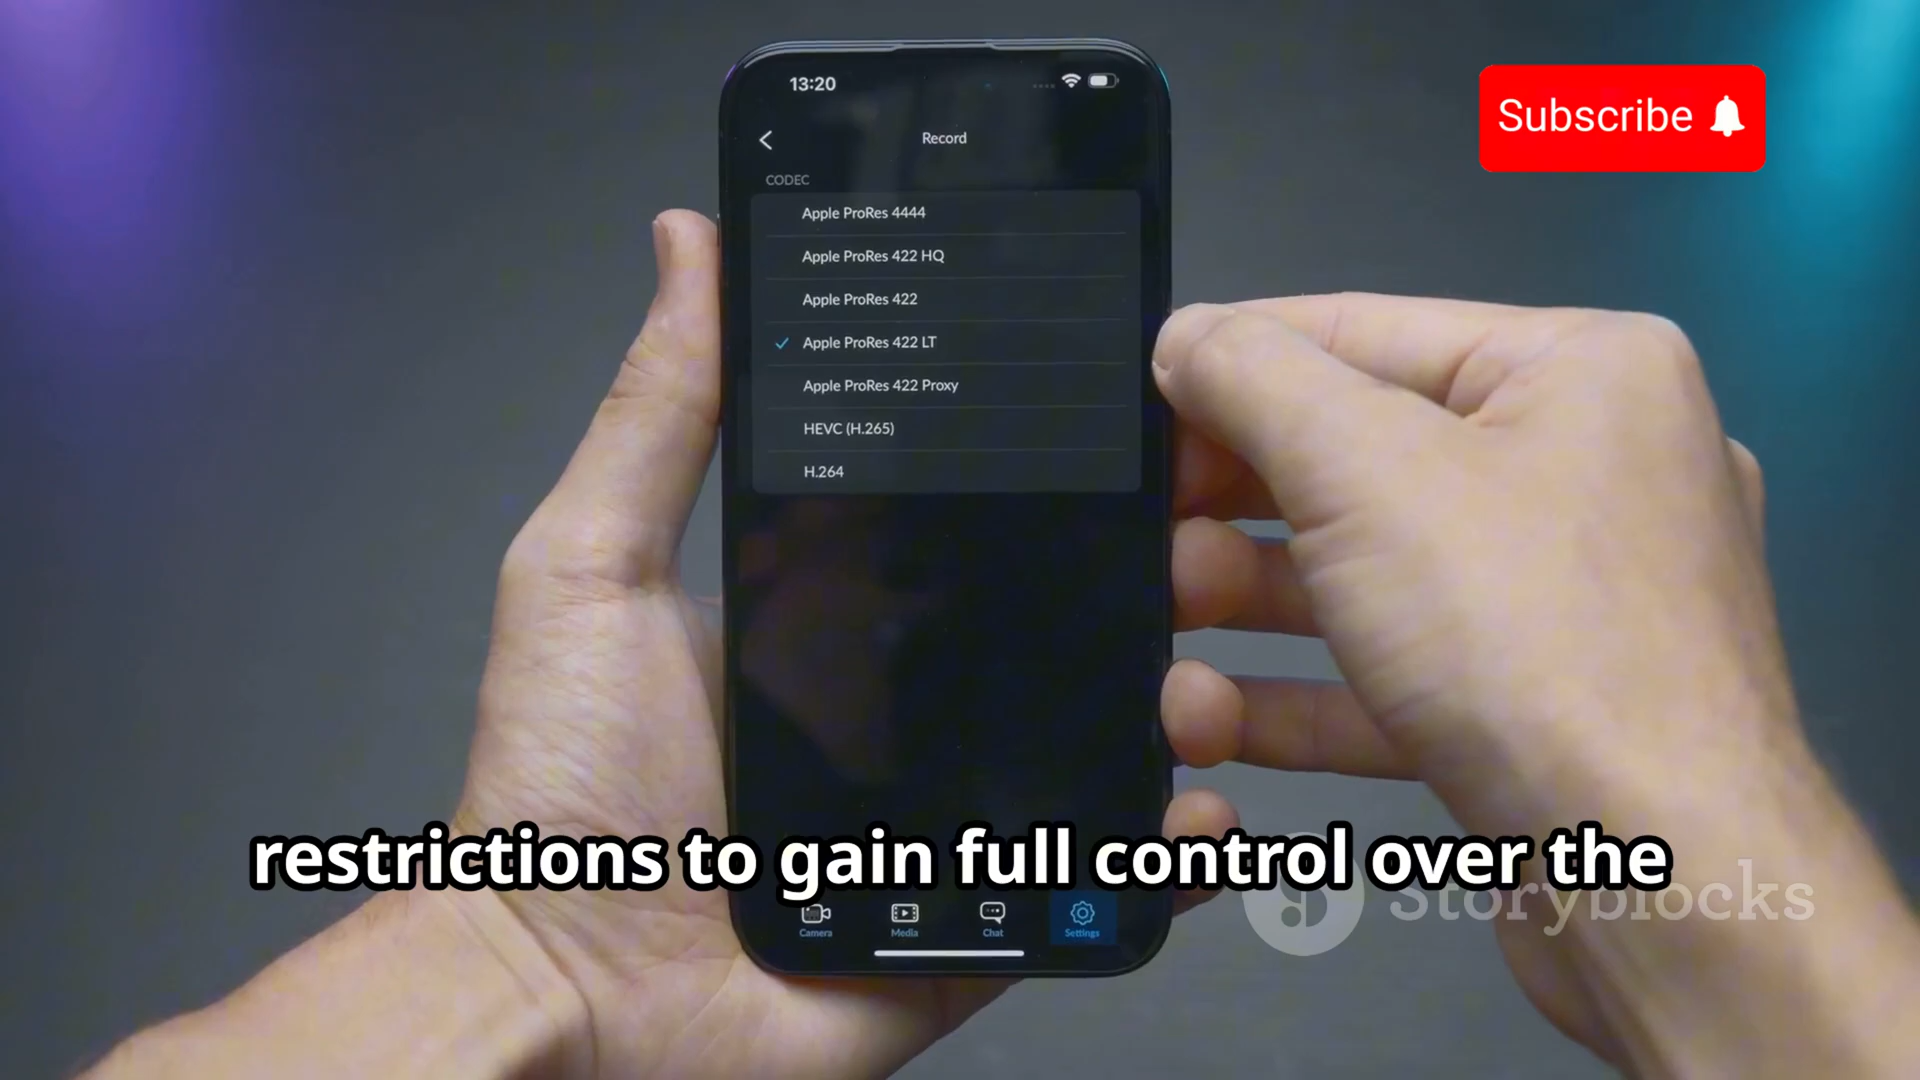 13:20
Subscribe
Record
CODEC
Apple ProRes 4444
Apple ProRes 422 HQ
Apple ProRes 422
Apple ProRes 422 LT
Apple ProRes 422 Proxy
HEVC (H.265)
H.264
restrictions to gain full control over the
Storyblocks
Camera
Media
Chat
Settings